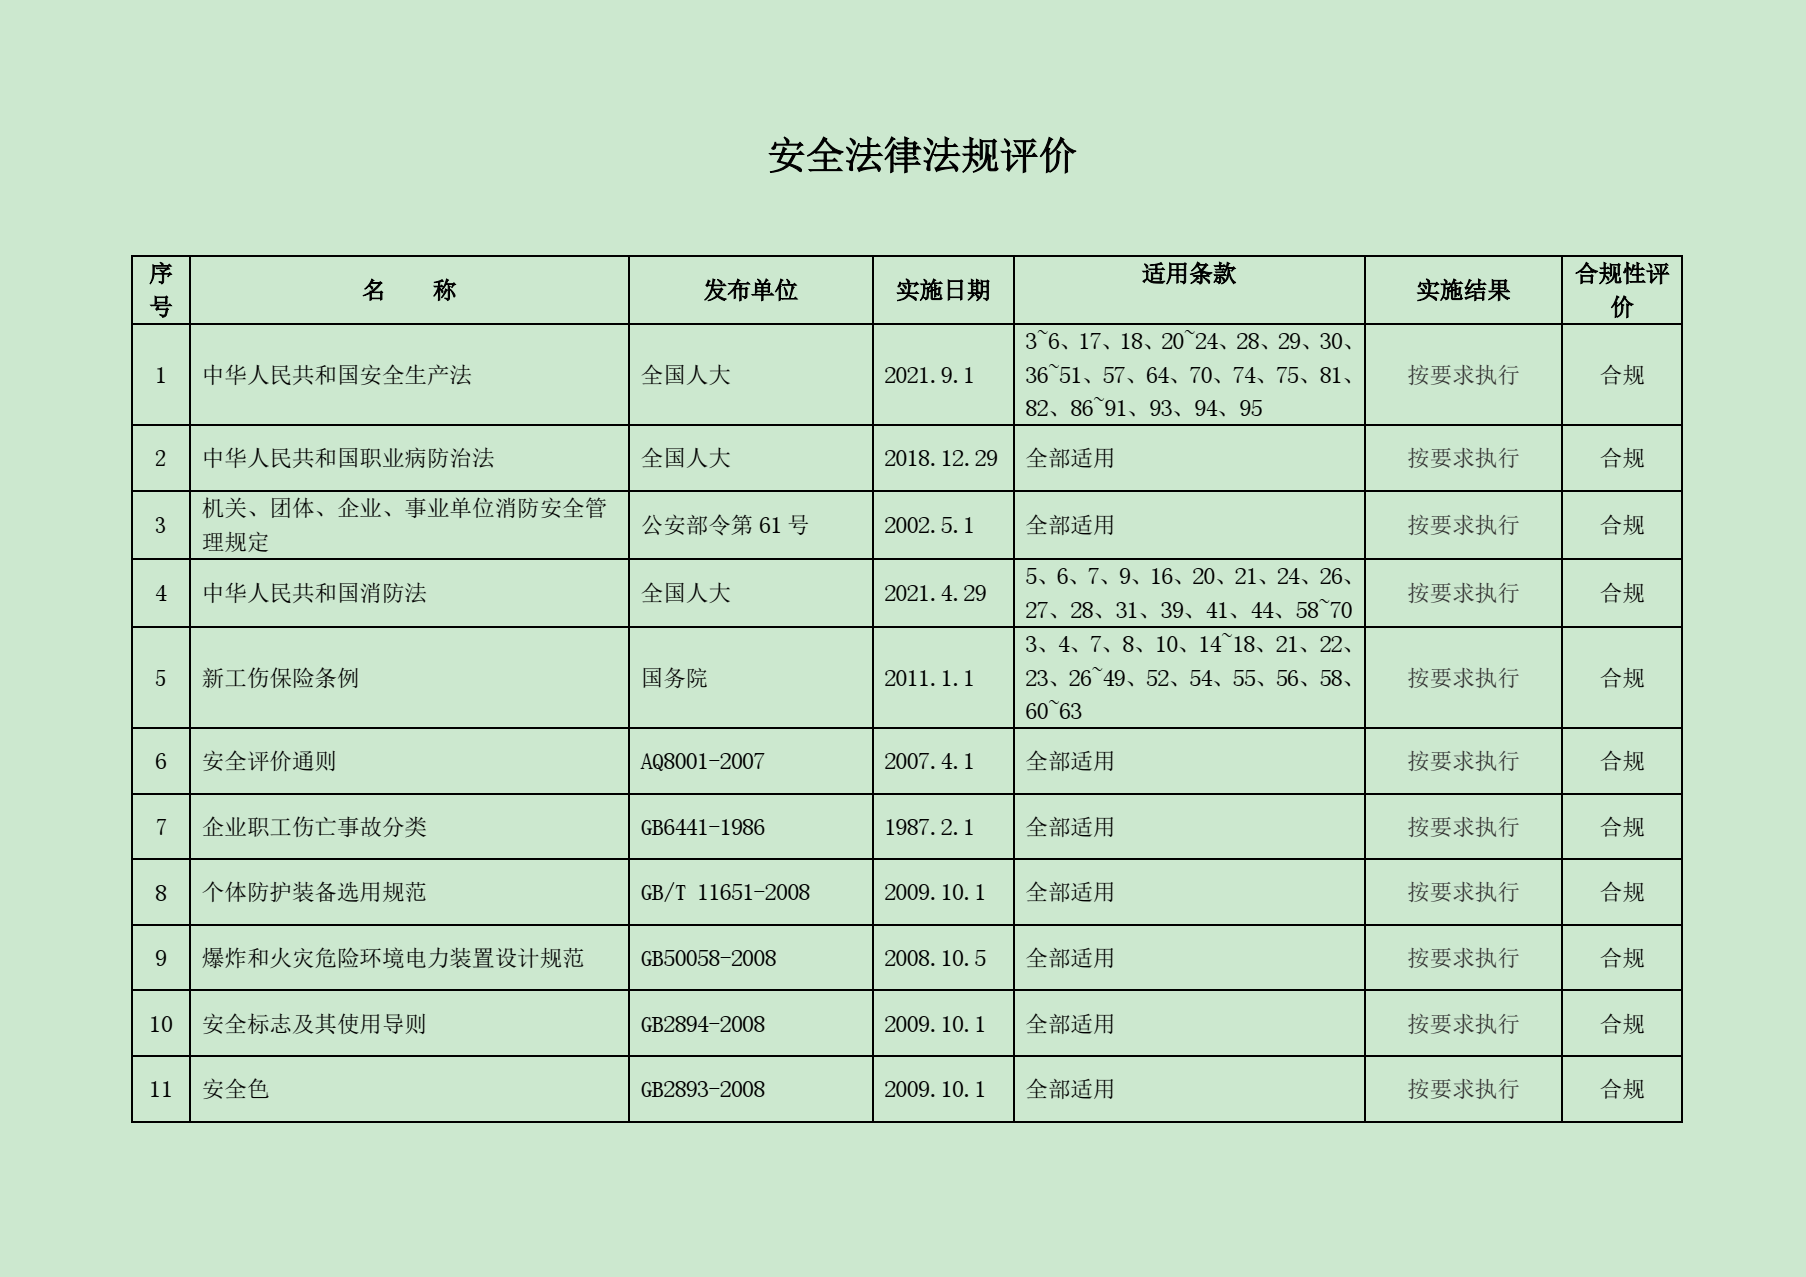 安全法律法规评价
序号 名 称 发布单位 实施日期 适用条款 实施结果 合规性评价
1 中华人民共和国安全生产法 全国人大 2021.9.1 3~6、17、18、20~24、28、29、30、
36~51、57、64、70、74、75、81、
82、86~91、93、94、95 按要求执行 合规
2 中华人民共和国职业病防治法 全国人大 2018.12.29 全部适用 按要求执行 合规
3 机关、团体、企业、事业单位消防安全管
理规定 公安部令第 61 号 2002.5.1 全部适用 按要求执行 合规
4 中华人民共和国消防法 全国人大 2021.4.29 5、6、7、9、16、20、21、24、26、
27、28、31、39、41、44、58~70 按要求执行 合规
5 新工伤保险条例 国务院 2011.1.1 3、4、7、8、10、14~18、21、22、
23、26~49、52、54、55、56、58、
60~63 按要求执行 合规
6 安全评价通则 AQ8001-2007 2007.4.1 全部适用 按要求执行 合规
7 企业职工伤亡事故分类 GB6441-1986 1987.2.1 全部适用 按要求执行 合规
8 个体防护装备选用规范 GB/T 11651-2008 2009.10.1 全部适用 按要求执行 合规
9 爆炸和火灾危险环境电力装置设计规范 GB50058-2008 2008.10.5 全部适用 按要求执行 合规
10 安全标志及其使用导则 GB2894-2008 2009.10.1 全部适用 按要求执行 合规
11 安全色 GB2893-2008 2009.10.1 全部适用 按要求执行 合规